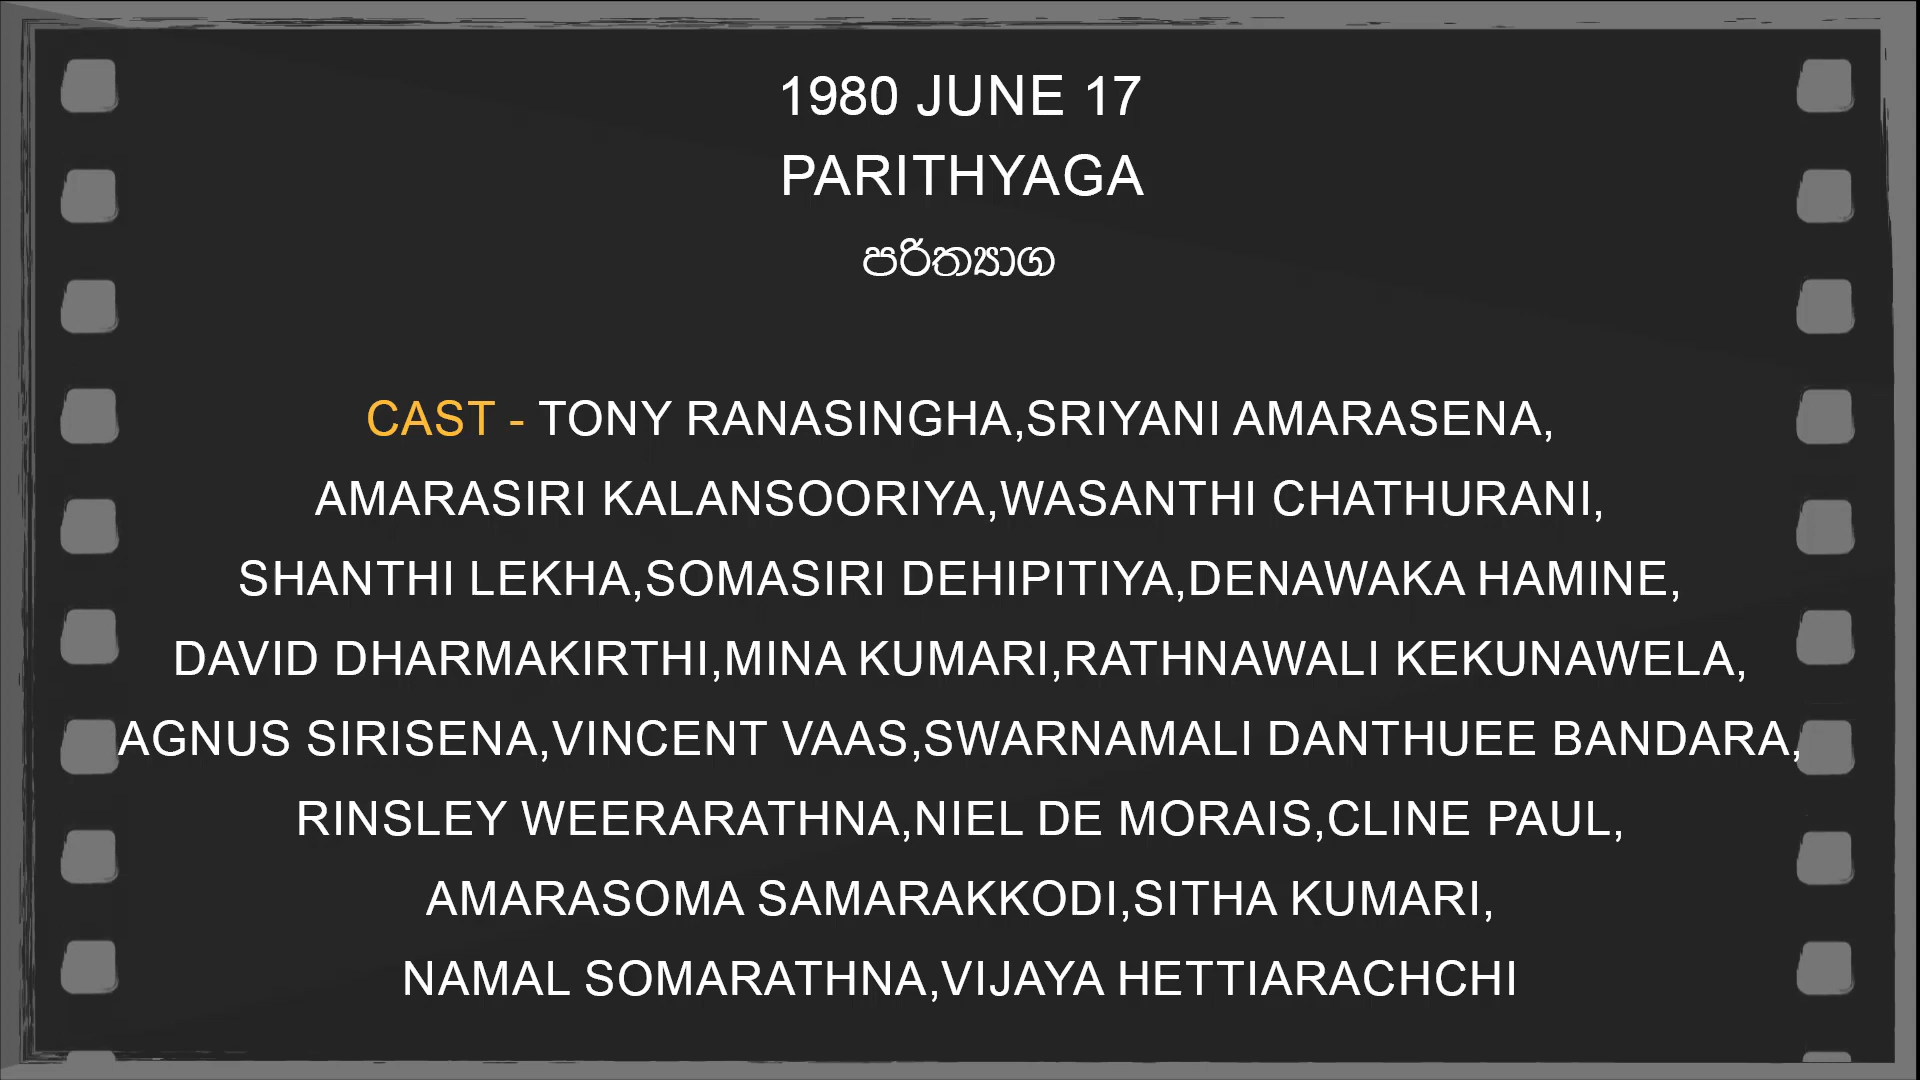 1980 JUNE 17
PARITHYAGA
පරිත්‍යාග
CAST - TONY RANASINGHA,SRIYANI AMARASENA,
AMARASIRI KALANSOORIYA,WASANTHI CHATHURANI,
SHANTHI LEKHA,SOMASIRI DEHIPITIYA,DENAWAKA HAMINE,
DAVID DHARMAKIRTHI,MINA KUMARI,RATHNAWALI KEKUNAWELA,
AGNUS SIRISENA,VINCENT VAAS,SWARNAMALI DANTHUEE BANDARA,
RINSLEY WEERARATHNA,NIEL DE MORAIS,CLINE PAUL,
AMARASOMA SAMARAKKODI,SITHA KUMARI,
NAMAL SOMARATHNA,VIJAYA HETTIARACHCHI